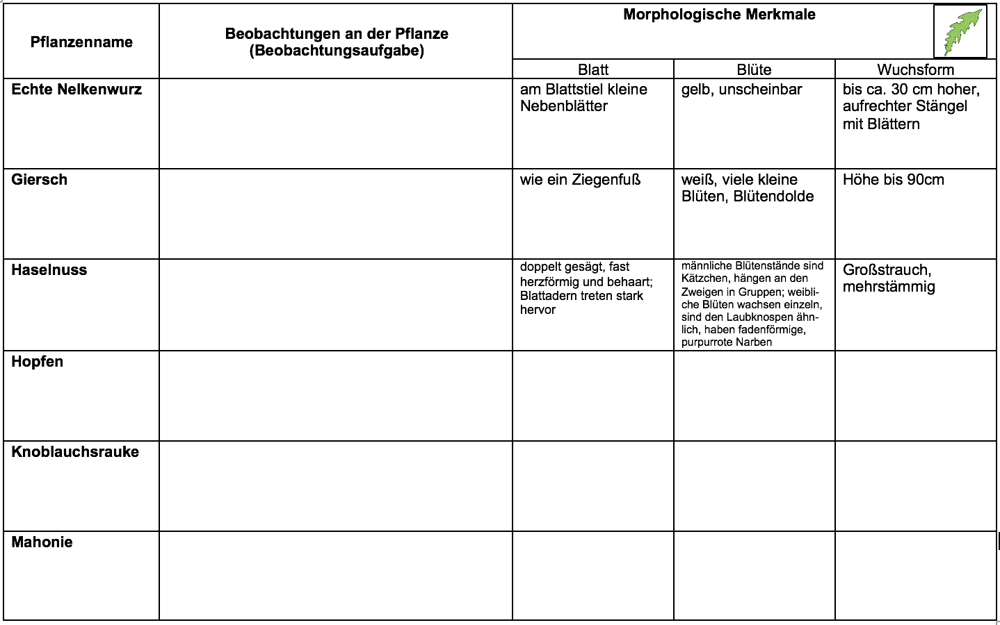 Pflanzenname
Beobachtungen an der Pflanze
(Beobachtungsaufgabe)
Morphologische Merkmale
Blatt
Blüte
Wuchsform
Echte Nelkenwurz
am Blattstiel kleine
Nebenblätter
gelb, unscheinbar
bis ca. 30 cm hoher,
aufrechter Stängel
mit Blättern
Giersch
wie ein Ziegenfuß
weiß, viele kleine
Blüten, Blütendolde
Höhe bis 90cm
Haselnuss
doppelt gesägt, fast
herzförmig und behaart;
Blattadern treten stark
hervor
männliche Blütenstände sind
Kätzchen, hängen an den
Zweigen in Gruppen; weibli-
che Blüten wachsen einzeln,
sind den Laubknospen ähn-
lich, haben fadenförmige,
purpurrote Narben
Großstrauch,
mehrstämmig
Hopfen
Knoblauchsrauke
Mahonie